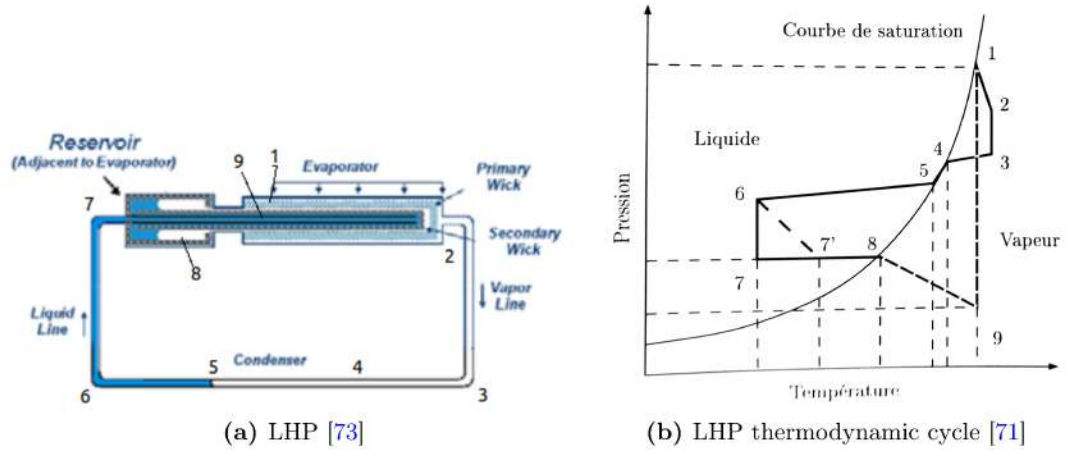 Reservoir
(Adjacent to Evaporator)
7
8
9
1
Evaporator
Primary
Wick
Secondary
Wick
2
Liquid
Line
Vapor
Line
Condenser
5
4
6
3
(a) LHP [73]
Courbe de saturation
1
2
Liquide
4
3
5
6
7'
8
7
Vapeur
9
Pression
Température
(b) LHP thermodynamic cycle [71]